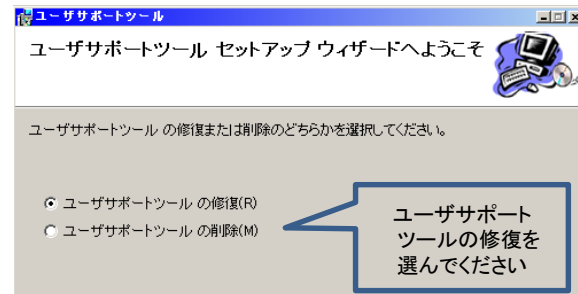 ユーザサポートツール
ユーザサポートツール セットアップ ウィザードへようこそ
ユーザサポートツール の修復または削除のどちらかを選択してください。
ユーザサポートツール の修復(R)
ユーザサポートツール の削除(M)
ユーザサポート
ツールの修復を
選んでください